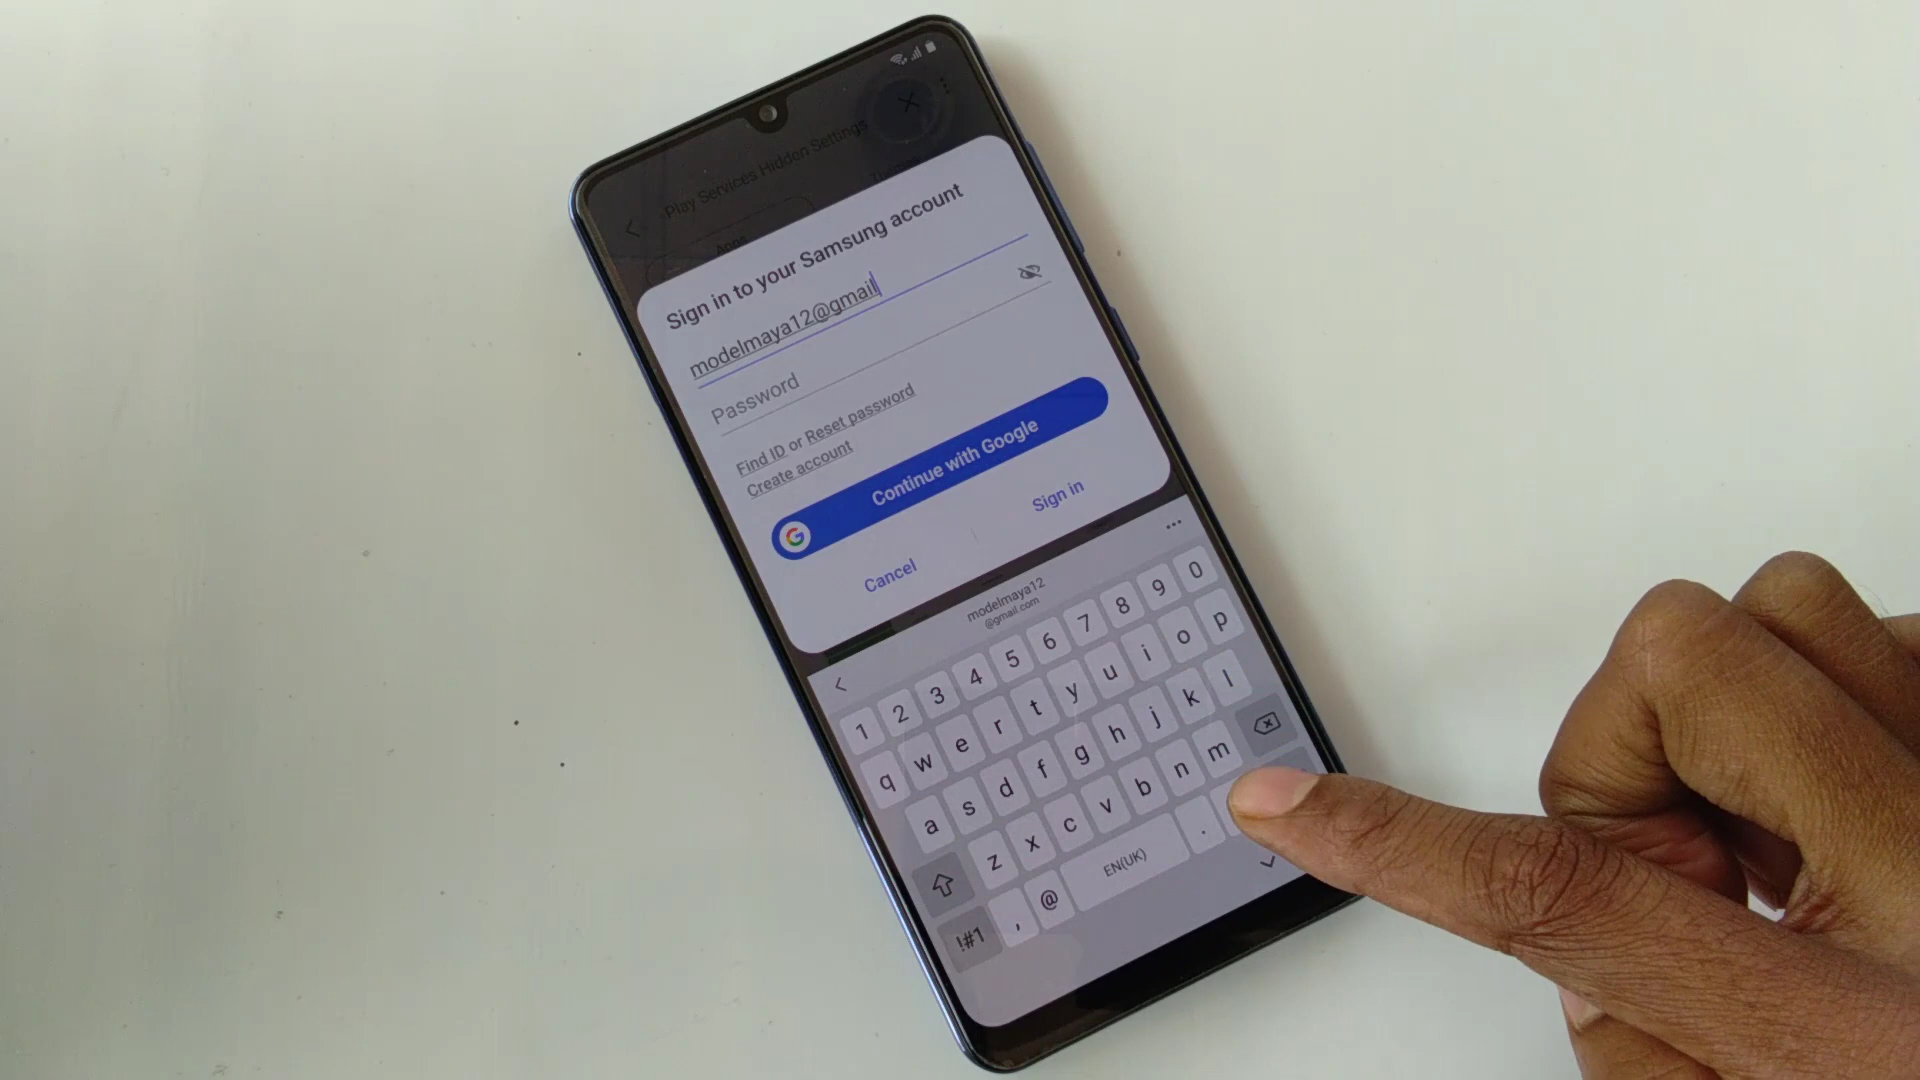 Play Services Hidden Settings
Apps
Sign in to your Samsung account
modelmaya12@gmail
Password
Find ID or Reset password
Create account
G Continue with Google
Cancel
Sign in
modelmaya12
@gmail.com
1 2 3 4 5 6 7 8 9 0
q w e r t y u i o p
a s d f g h j k l
z x c v b n m
!#1 , @ EN(UK) .